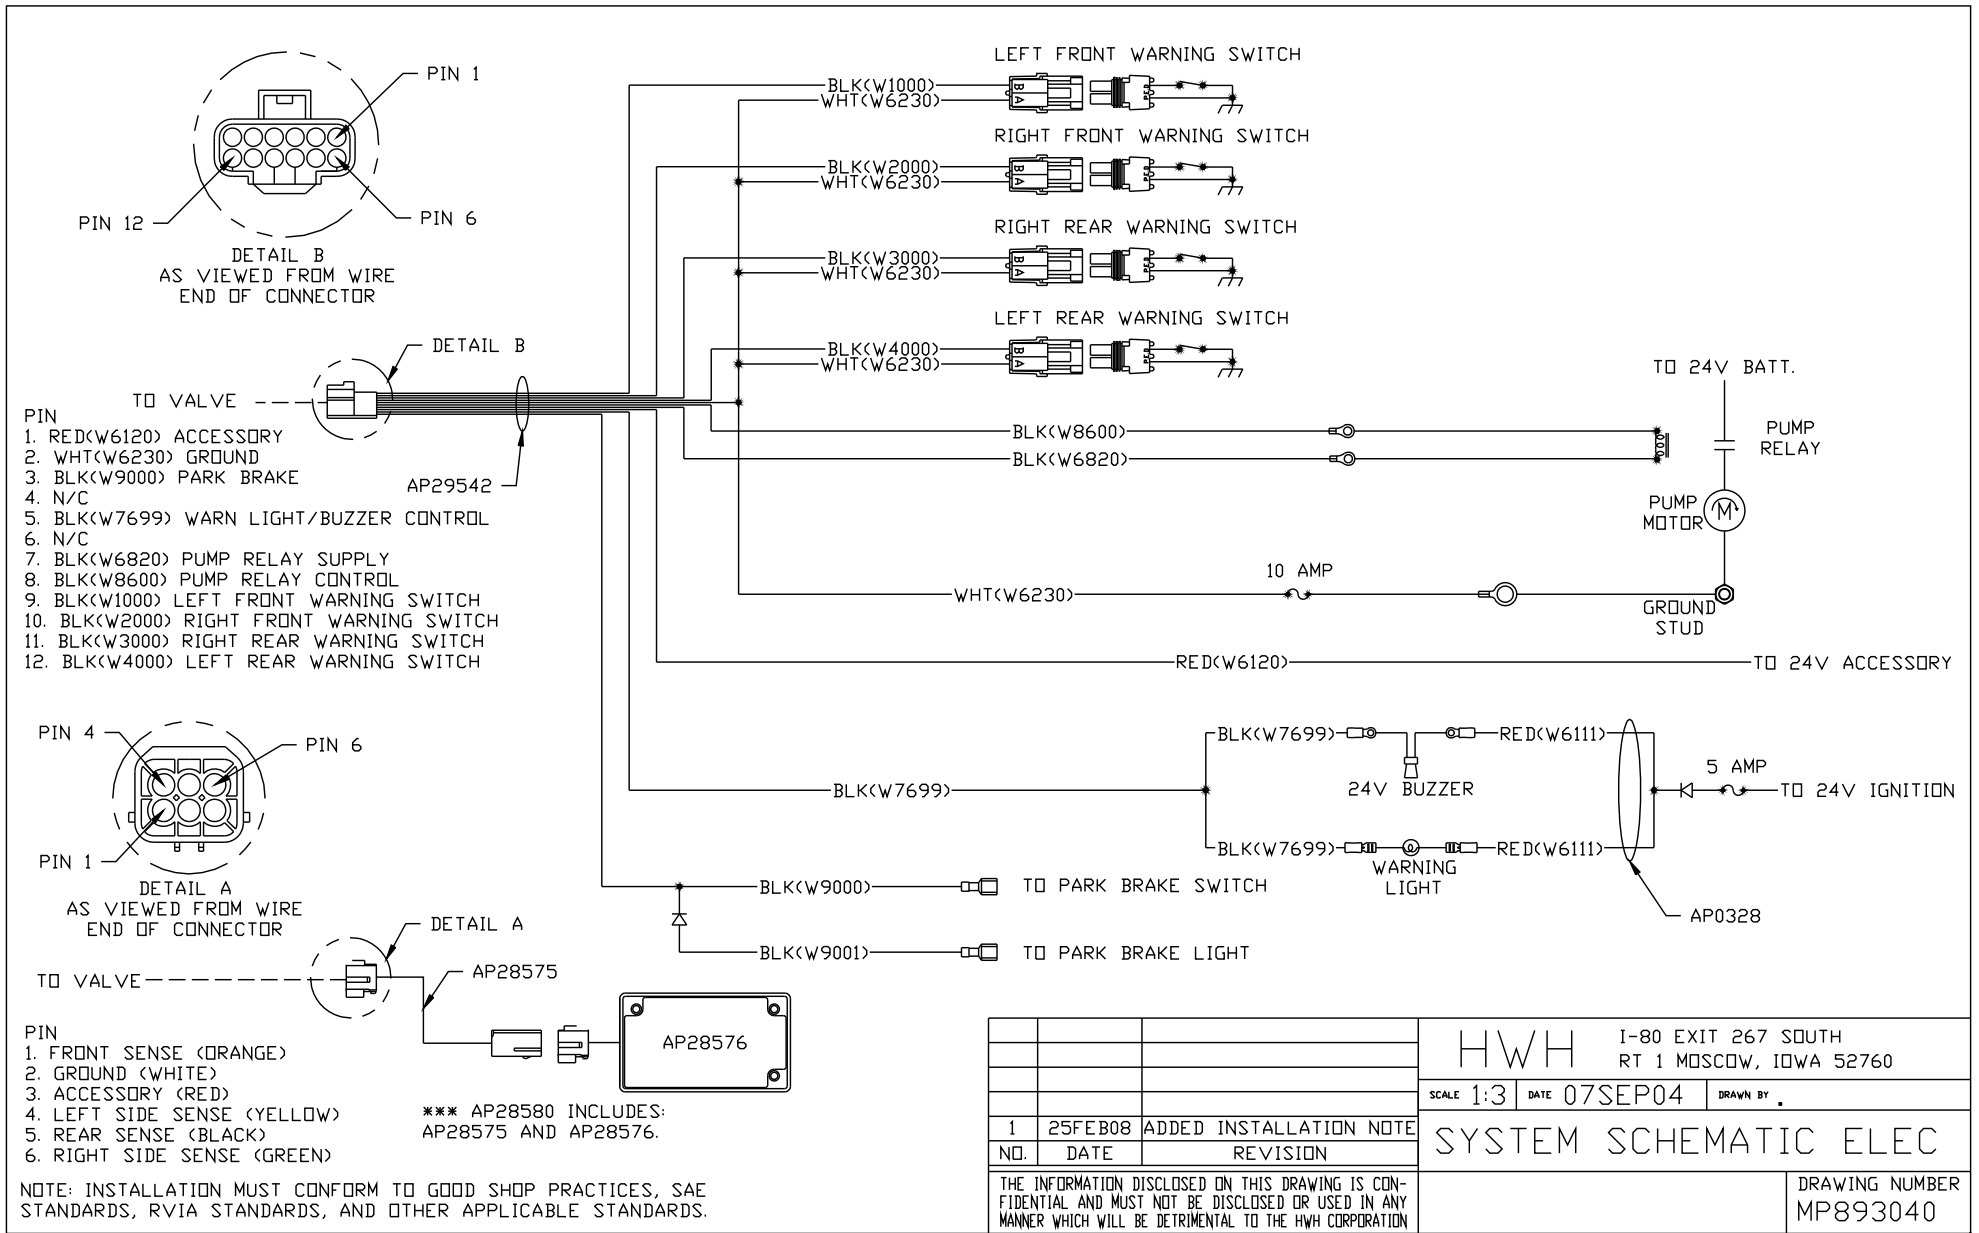 PIN 1
PIN 12
PIN 6
DETAIL B
AS VIEWED FROM WIRE
END OF CONNECTOR
LEFT FRONT WARNING SWITCH
BLK(W1000)
WHT(W6230)
B
A
P.E.D.
RIGHT FRONT WARNING SWITCH
BLK(W2000)
WHT(W6230)
B
A
P.E.D.
RIGHT REAR WARNING SWITCH
BLK(W3000)
WHT(W6230)
B
A
P.E.D.
LEFT REAR WARNING SWITCH
BLK(W4000)
WHT(W6230)
B
A
P.E.D.
DETAIL B
TO VALVE
AP29542
PIN
1. RED(W6120) ACCESSORY
2. WHT(W6230) GROUND
3. BLK(W9000) PARK BRAKE
4. N/C
5. BLK(W7699) WARN LIGHT/BUZZER CONTROL
6. N/C
7. BLK(W6820) PUMP RELAY SUPPLY
8. BLK(W8600) PUMP RELAY CONTROL
9. BLK(W1000) LEFT FRONT WARNING SWITCH
10. BLK(W2000) RIGHT FRONT WARNING SWITCH
11. BLK(W3000) RIGHT REAR WARNING SWITCH
12. BLK(W4000) LEFT REAR WARNING SWITCH
TO 24V BATT.
BLK(W8600)
BLK(W6820)
PUMP
RELAY
PUMP
MOTOR
M
WHT(W6230)
10 AMP
GROUND
STUD
RED(W6120)
TO 24V ACCESSORY
BLK(W7699)
BLK(W7699)
RED(W6111)
24V BUZZER
5 AMP
TO 24V IGNITION
BLK(W7699)
RED(W6111)
WARNING
LIGHT
AP0328
BLK(W9000)
TO PARK BRAKE SWITCH
BLK(W9001)
TO PARK BRAKE LIGHT
PIN 4
PIN 6
PIN 1
DETAIL A
AS VIEWED FROM WIRE
END OF CONNECTOR
DETAIL A
TO VALVE
AP28575
AP28576
PIN
1. FRONT SENSE (ORANGE)
2. GROUND (WHITE)
3. ACCESSORY (RED)
4. LEFT SIDE SENSE (YELLOW)
5. REAR SENSE (BLACK)
6. RIGHT SIDE SENSE (GREEN)
*** AP28580 INCLUDES:
AP28575 AND AP28576.
NOTE: INSTALLATION MUST CONFORM TO GOOD SHOP PRACTICES, SAE
STANDARDS, RVIA STANDARDS, AND OTHER APPLICABLE STANDARDS.
1 25FEB08 ADDED INSTALLATION NOTE
NO. DATE REVISION
THE INFORMATION DISCLOSED ON THIS DRAWING IS CON-
FIDENTIAL AND MUST NOT BE DISCLOSED OR USED IN ANY
MANNER WHICH WILL BE DETRIMENTAL TO THE HWH CORPORATION
HWH
I-80 EXIT 267 SOUTH
RT 1 MOSCOW, IOWA 52760
SCALE 1:3 DATE 07SEP04 DRAWN BY .
SYSTEM SCHEMATIC ELEC
DRAWING NUMBER
MP893040